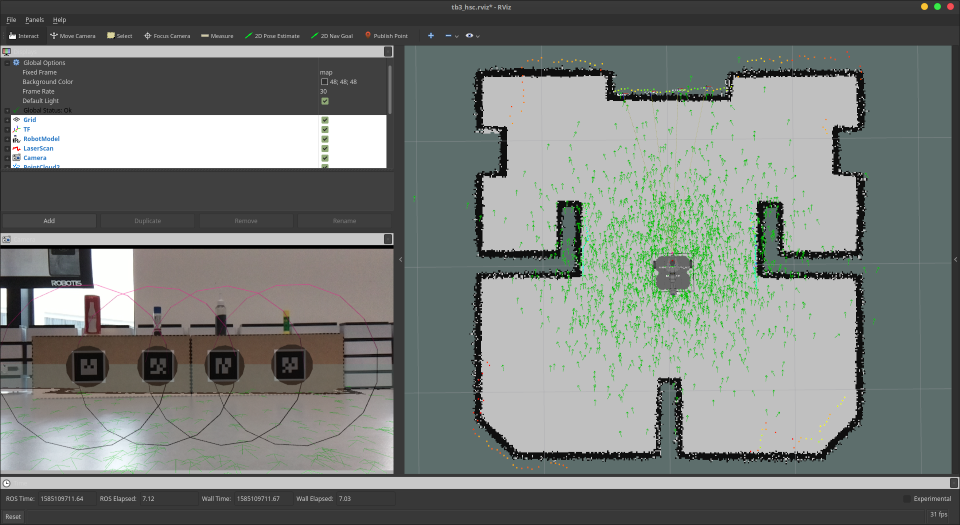 tb3_hsc.rviz* - RViz
File Panels Help
Interact Move Camera Select Focus Camera Measure 2D Pose Estimate 2D Nav Goal Publish Point
Global Options
Fixed Frame map
Background Color 48; 48; 48
Frame Rate 30
Default Light
Global Status: Ok
Grid
TF
RobotModel
LaserScan
Camera
PointCloud2
Add Duplicate Remove Rename
ROBOTIS
ROS Time: 1585109711.64 ROS Elapsed: 7.12 Wall Time: 1585109711.67 Wall Elapsed: 7.03 Experimental
Reset 31 fps